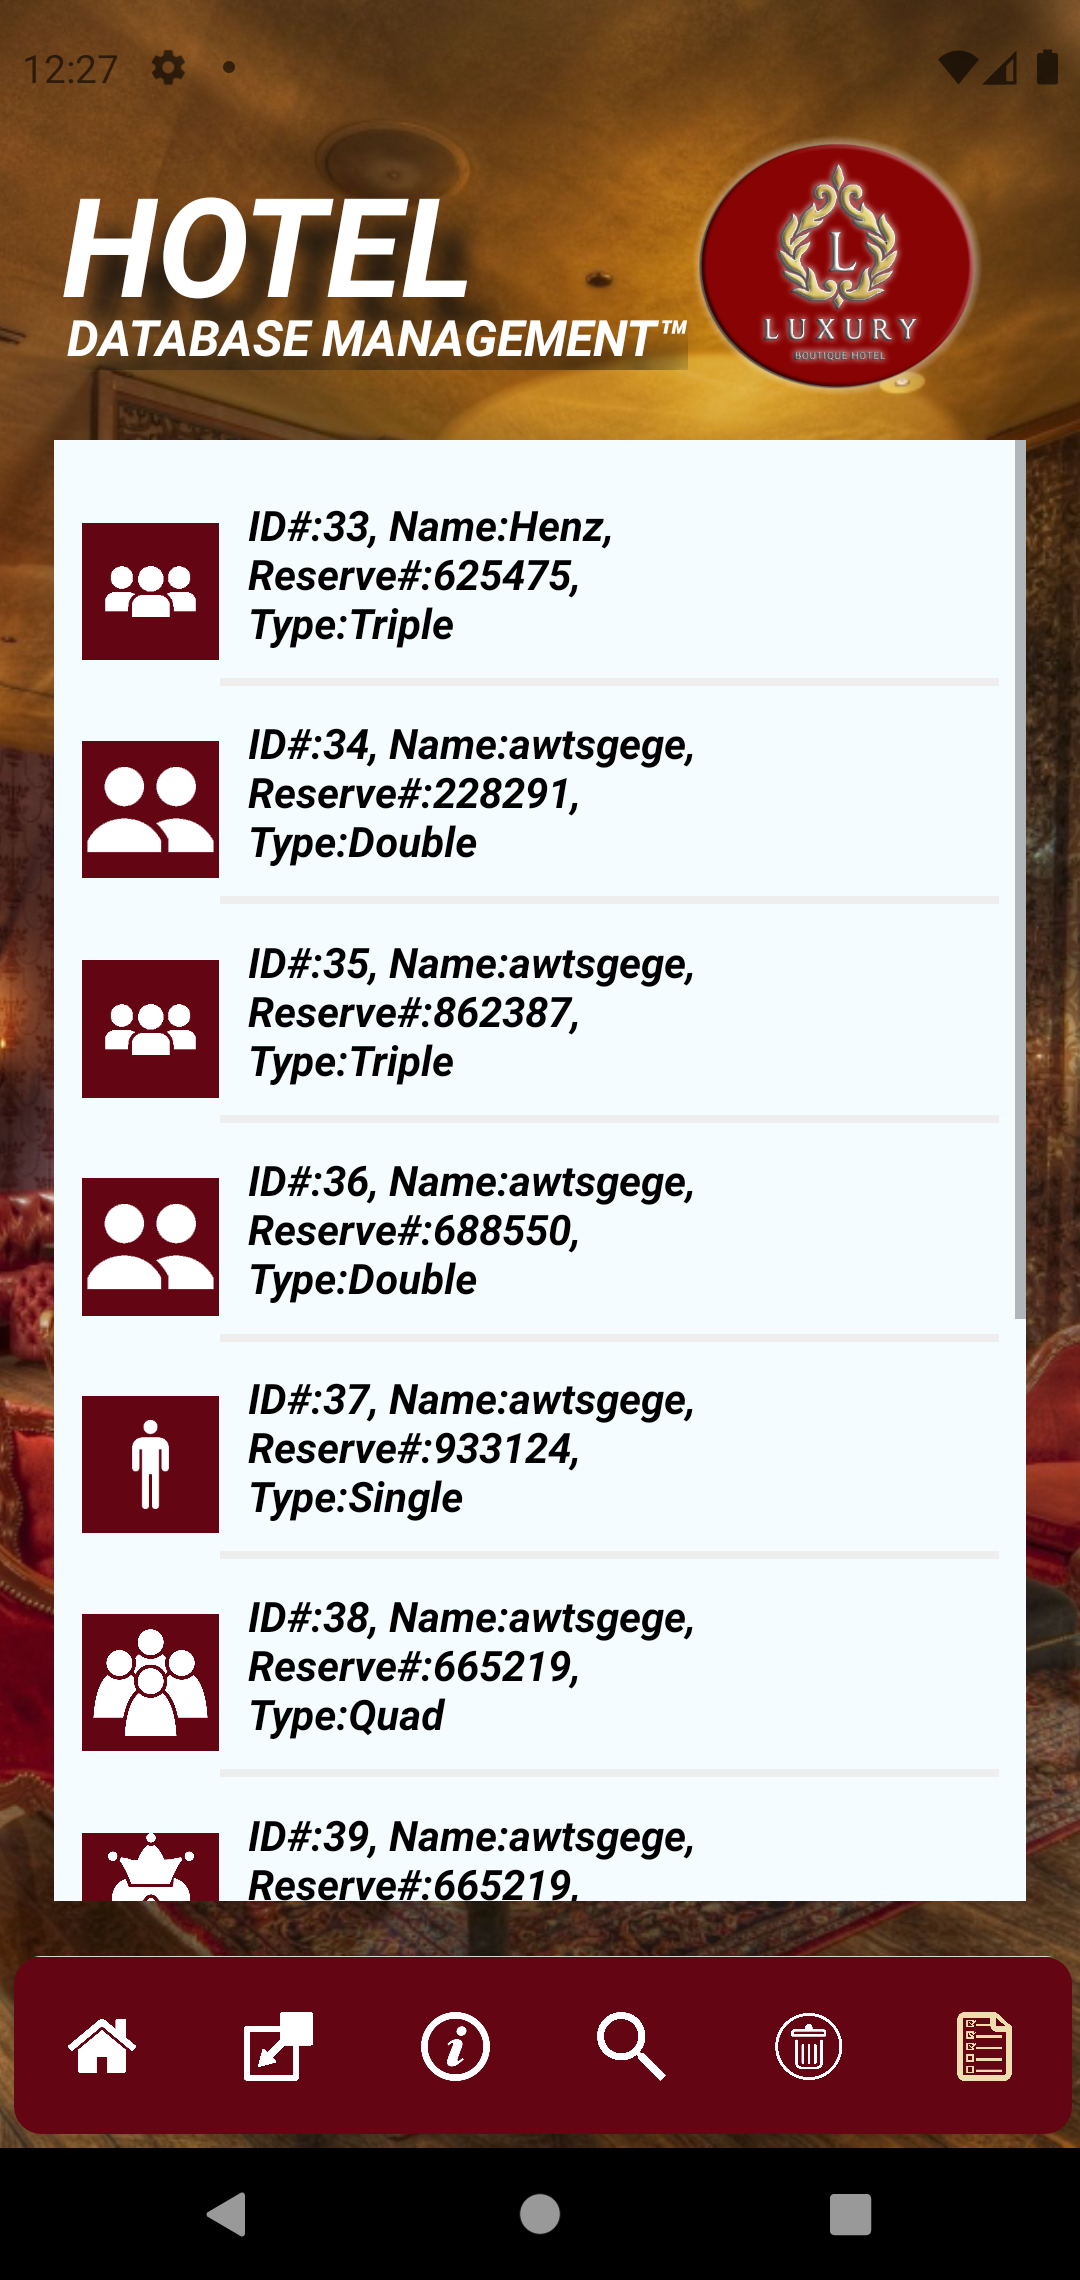 12:27
HOTEL
DATABASE MANAGEMENT™
L
LUXURY
BOUTIQUE HOTEL
ID#:33, Name:Henz,
Reserve#:625475,
Type:Triple
ID#:34, Name:awtsgege,
Reserve#:228291,
Type:Double
ID#:35, Name:awtsgege,
Reserve#:862387,
Type:Triple
ID#:36, Name:awtsgege,
Reserve#:688550,
Type:Double
ID#:37, Name:awtsgege,
Reserve#:933124,
Type:Single
ID#:38, Name:awtsgege,
Reserve#:665219,
Type:Quad
ID#:39, Name:awtsgege,
Reserve#:665219,